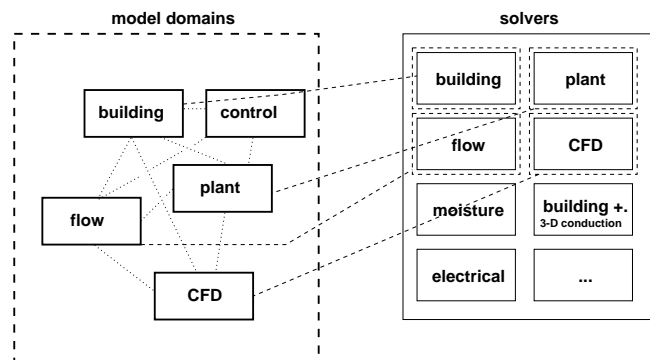 model domains
solvers
building
control
plant
flow
CFD
building
plant
flow
CFD
moisture
building +.
3-D conduction
electrical
...